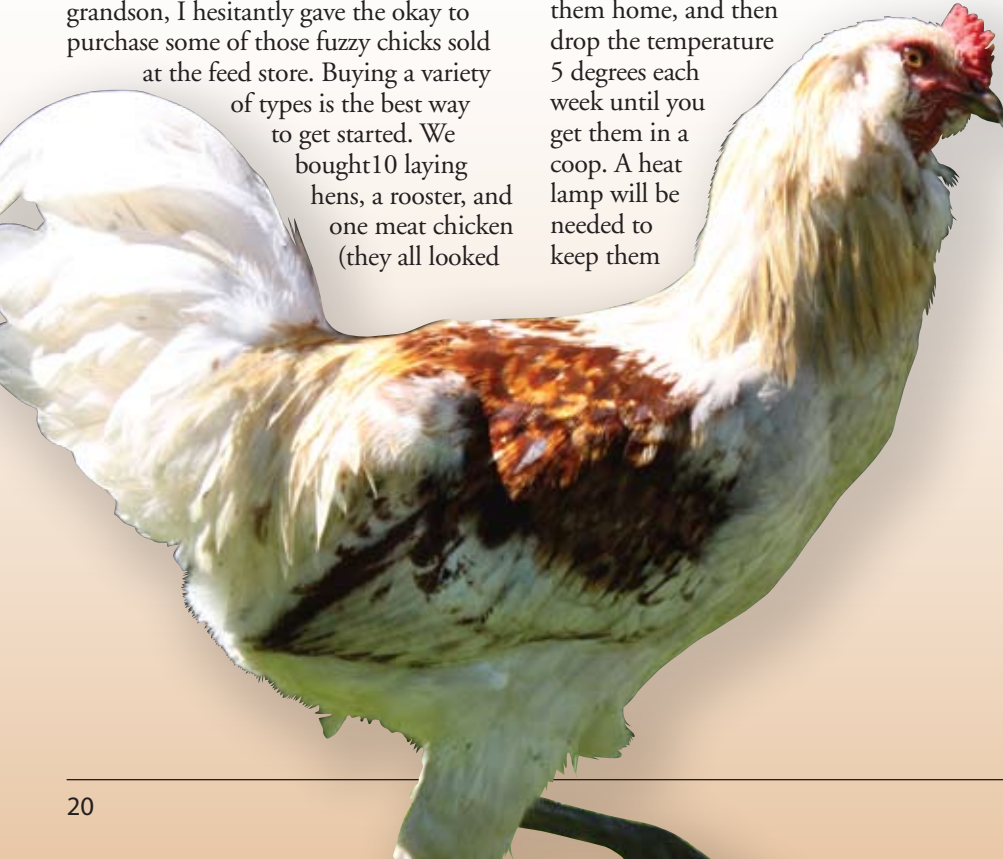 grandson, I hesitantly gave the okay to
purchase some of those fuzzy chicks sold
at the feed store. Buying a variety
of types is the best way
to get started. We
bought10 laying
hens, a rooster, and
one meat chicken
(they all looked
them home, and then
drop the temperature
5 degrees each
week until you
get them in a
coop. A heat
lamp will be
needed to
keep them
20